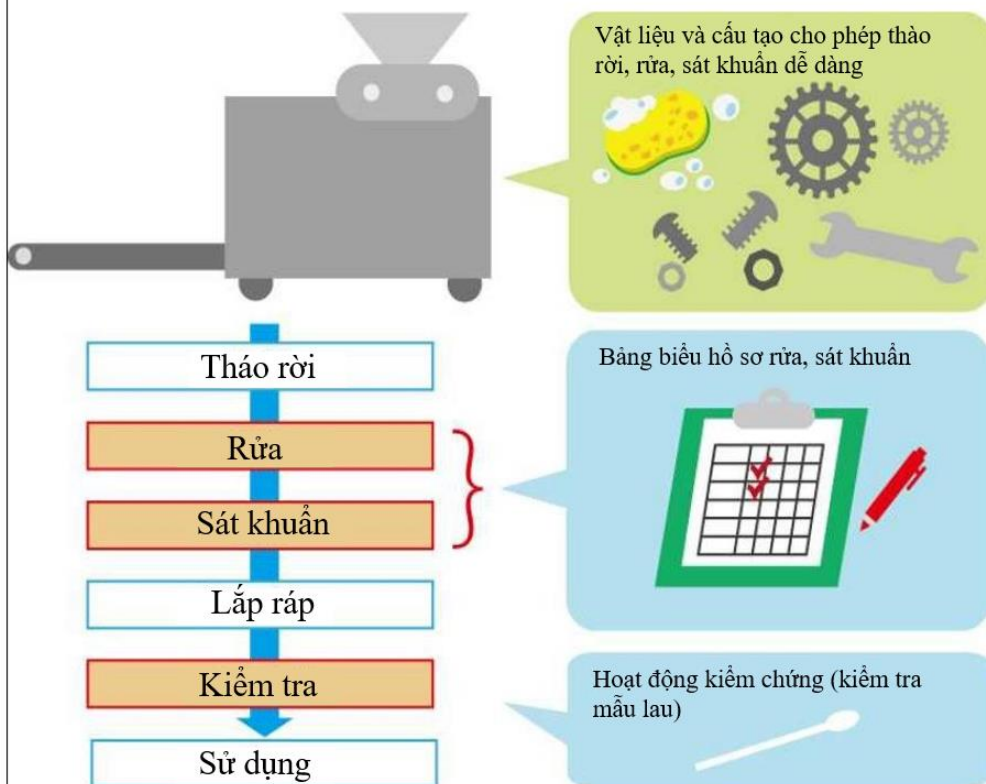 Vật liệu và cấu tạo cho phép thào
rời, rửa, sát khuẩn dễ dàng
Tháo rời
Rửa
Sát khuẩn
Lắp ráp
Kiểm tra
Sử dụng
Bảng biểu hồ sơ rửa, sát khuẩn
Hoạt động kiểm chứng (kiểm tra
mẫu lau)